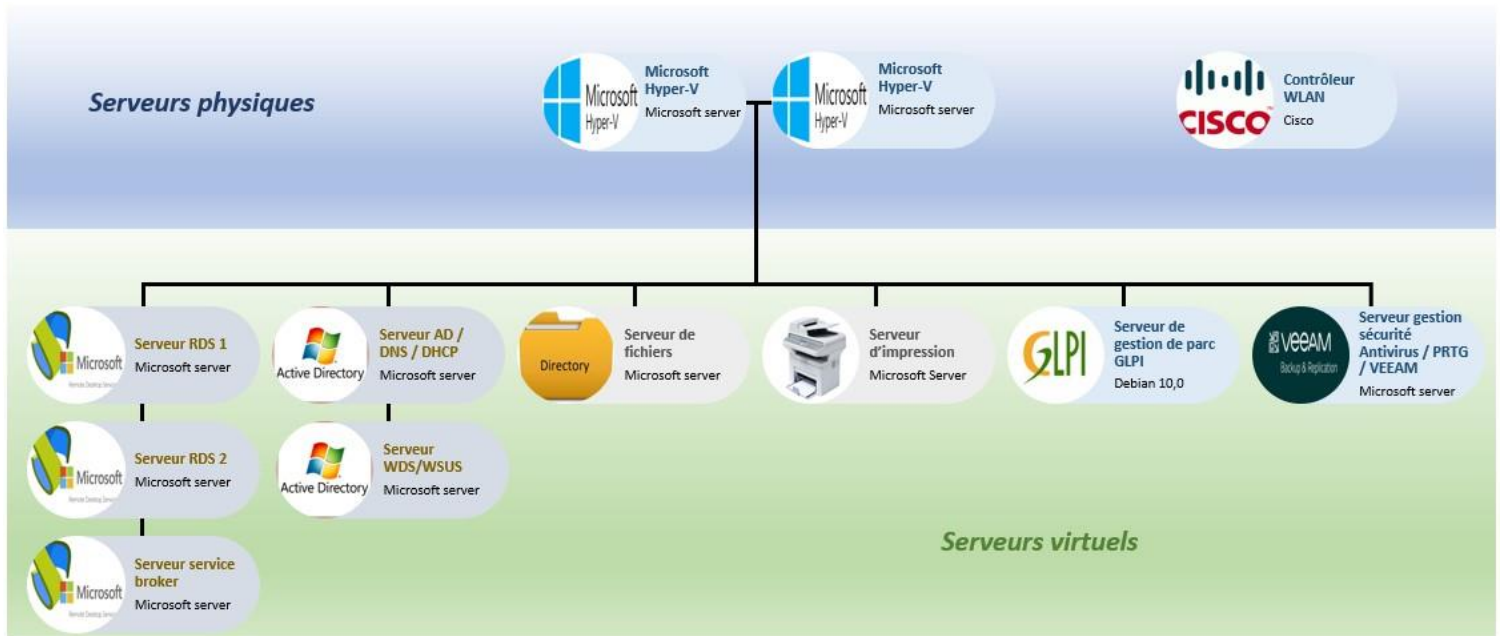 Serveurs physiques
Microsoft
Hyper-V
Microsoft
Hyper-V
Microsoft server
Microsoft
Hyper-V
Microsoft
Hyper-V
Microsoft server
CISCO
Contrôleur
WLAN
Cisco
Microsoft
Serveur RDS 1
Microsoft server
Active Directory
Serveur AD /
DNS / DHCP
Microsoft server
Directory
Serveur de
fichiers
Microsoft server
Serveur
d'impression
Microsoft Server
GLPI
Serveur de
gestion de parc
GLPI
Debian 10,0
VEEAM
Backup & Replication
Serveur gestion
sécurité
Antivirus / PRTG
/ VEEAM
Microsoft server
Microsoft
Serveur RDS 2
Microsoft server
Active Directory
Serveur
WDS/WSUS
Microsoft server
Serveurs virtuels
Microsoft
Serveur service
broker
Microsoft server